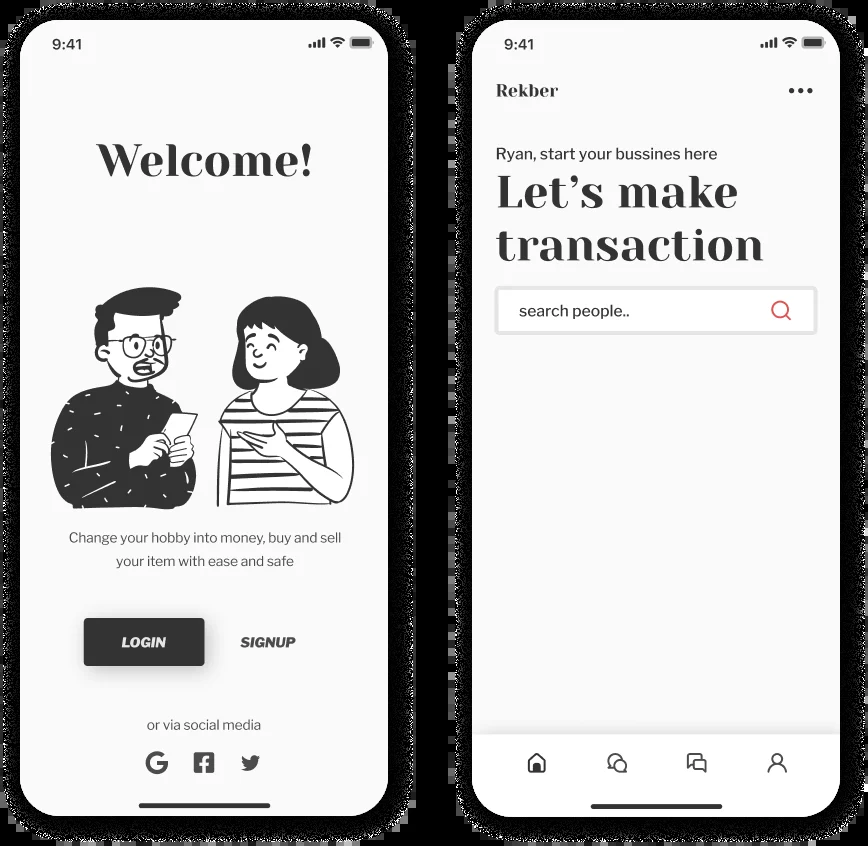 9:41
Welcome!
Change your hobby into money, buy and sell
your item with ease and safe
LOGIN
SIGNUP
or via social media
9:41
Rekber
Ryan, start your bussines here
Let's make
transaction
search people..